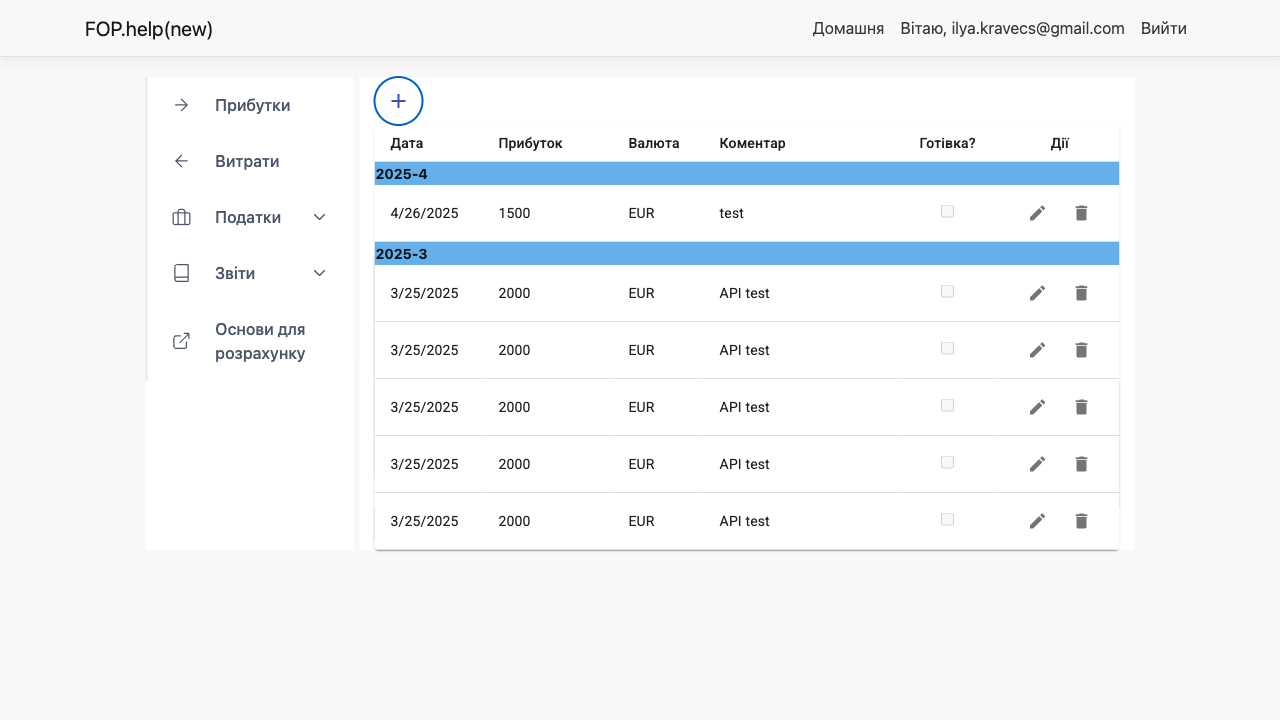 FOP.help(new)
Домашня Вітаю, ilya.kravecs@gmail.com Вийти
Прибутки
Витрати
Податки
Звіти
Основи для
розрахунку
+
Дата Прибуток Валюта Коментар Готівка? Дії
2025-4
4/26/2025 1500 EUR test
2025-3
3/25/2025 2000 EUR API test
3/25/2025 2000 EUR API test
3/25/2025 2000 EUR API test
3/25/2025 2000 EUR API test
3/25/2025 2000 EUR API test